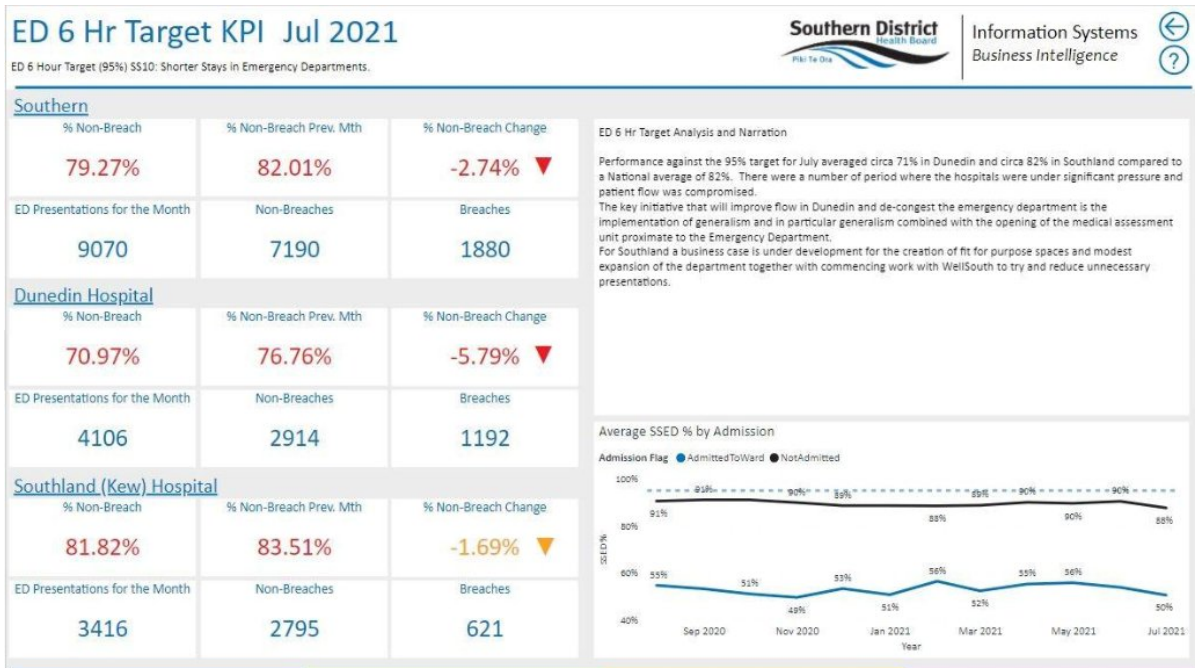 ED 6 Hr Target KPI Jul 2021
ED 6 Hour Target (95%) SS10: Shorter Stays in Emergency Departments.
Southern District
Health Board
Piki Te Ora
Information Systems
Business Intelligence
?
Southern
% Non-Breach
% Non-Breach Prev. Mth
% Non-Breach Change
79.27%
82.01%
-2.74%
ED Presentations for the Month
Non-Breaches
Breaches
9070
7190
1880
Dunedin Hospital
% Non-Breach
% Non-Breach Prev. Mth
% Non-Breach Change
70.97%
76.76%
-5.79%
ED Presentations for the Month
Non-Breaches
Breaches
4106
2914
1192
Southland (Kew) Hospital
% Non-Breach
% Non-Breach Prev. Mth
% Non-Breach Change
81.82%
83.51%
-1.69%
ED Presentations for the Month
Non-Breaches
Breaches
3416
2795
621
ED 6 Hr Target Analysis and Narration
Performance against the 95% target for July averaged circa 71% in Dunedin and circa 82% in Southland compared to
a National average of 82%. There were a number of period where the hospitals were under significant pressure and
patient flow was compromised.
The key initiative that will improve flow in Dunedin and de-congest the emergency department is the
implementation of generalism and in particular generalism combined with the opening of the medical assessment
unit proximate to the Emergency Department.
For Southland a business case is under development for the creation of fit for purpose spaces and modest
expansion of the department together with commencing work with WellSouth to try and reduce unnecessary
presentations.
Average SSED % by Admission
Admission Flag AdmittedToWard NotAdmitted
100%
80%
60%
40%
SSED%
91%
91%
90%
89%
88%
89%
90%
90%
90%
88%
55%
51%
49%
53%
51%
56%
52%
55%
56%
50%
Sep 2020
Nov 2020
Jan 2021
Mar 2021
May 2021
Jul 2021
Year